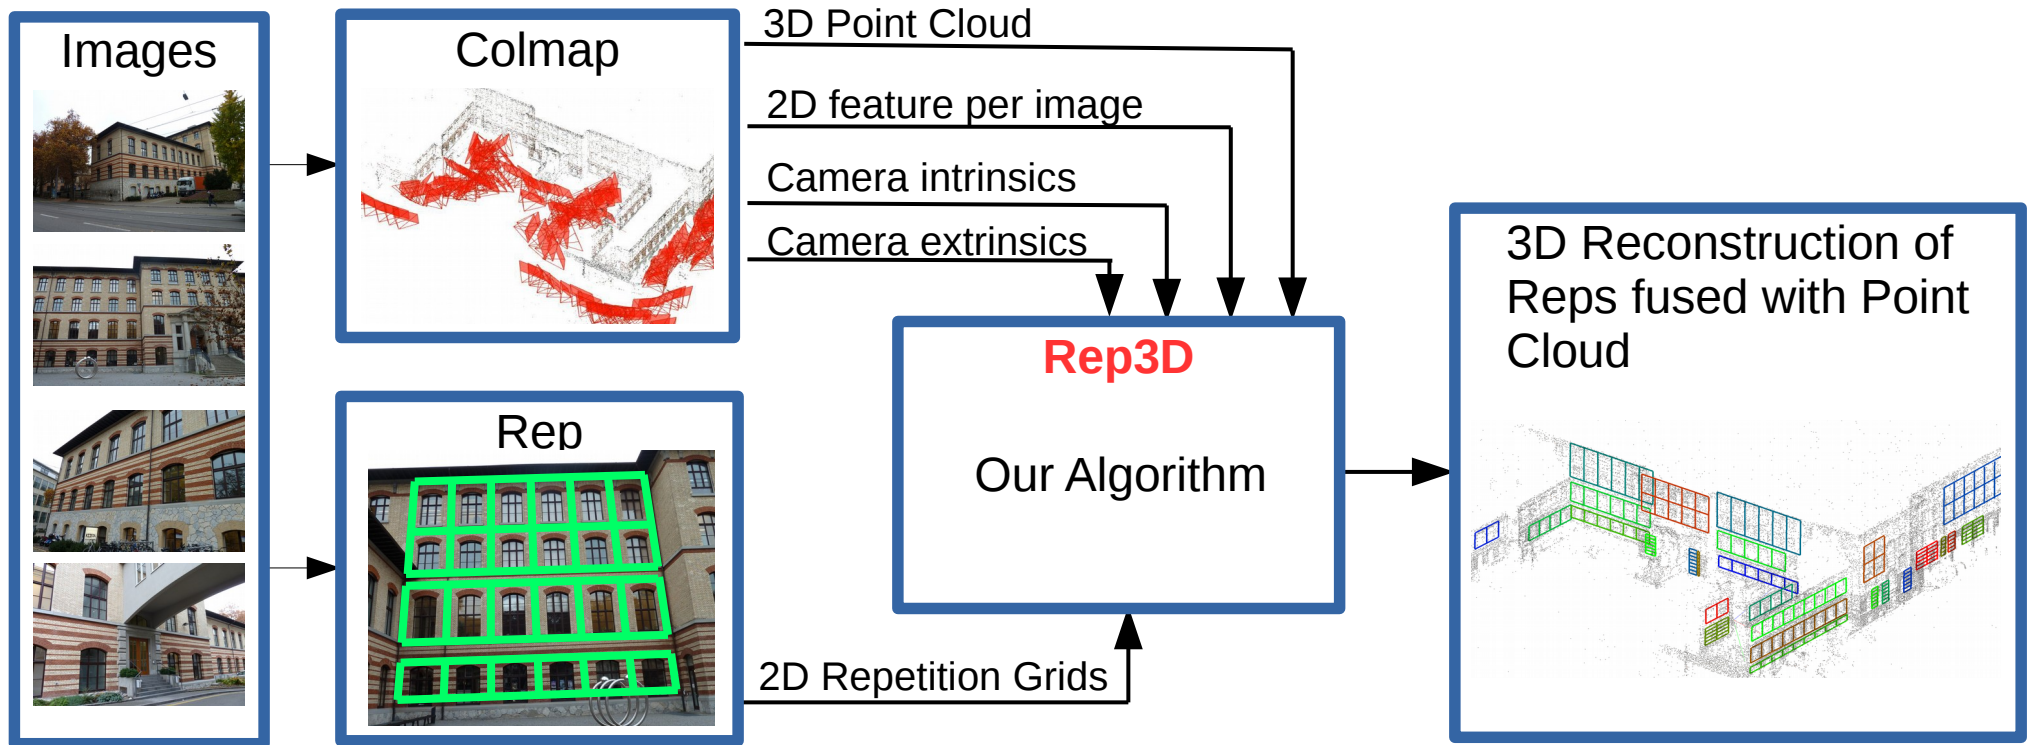 Images
Colmap
3D Point Cloud
2D feature per image
Camera intrinsics
Camera extrinsics
Rep
2D Repetition Grids
Rep3D
Our Algorithm
3D Reconstruction of
Reps fused with Point
Cloud